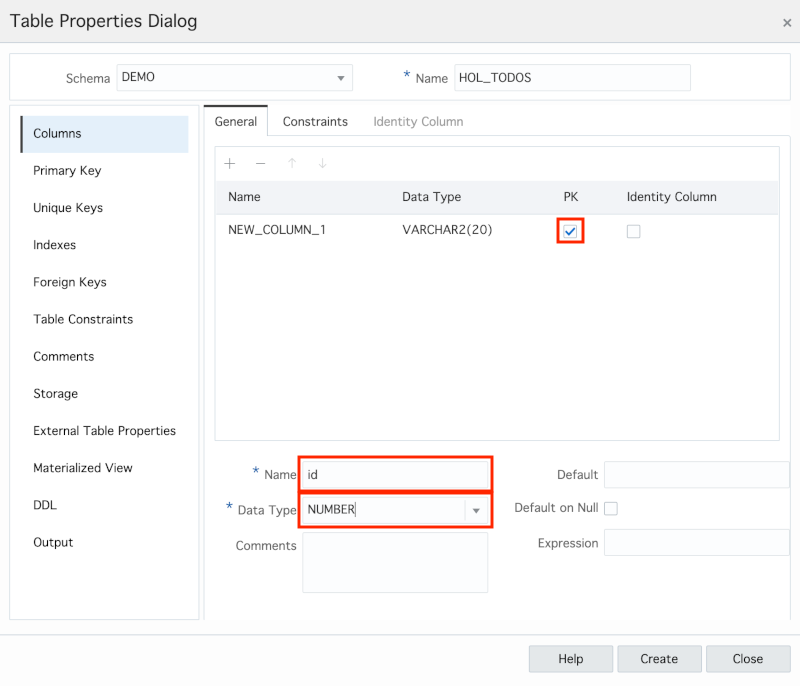 Table Properties Dialog
Schema DEMO * Name HOL_TODOS
General Constraints Identity Column
Columns
Primary Key
Unique Keys
Indexes
Foreign Keys
Table Constraints
Comments
Storage
External Table Properties
Materialized View
DDL
Output
Name Data Type PK Identity Column
NEW_COLUMN_1 VARCHAR2(20)
* Name id Default
* Data Type NUMBER Default on Null
Comments Expression
Help Create Close